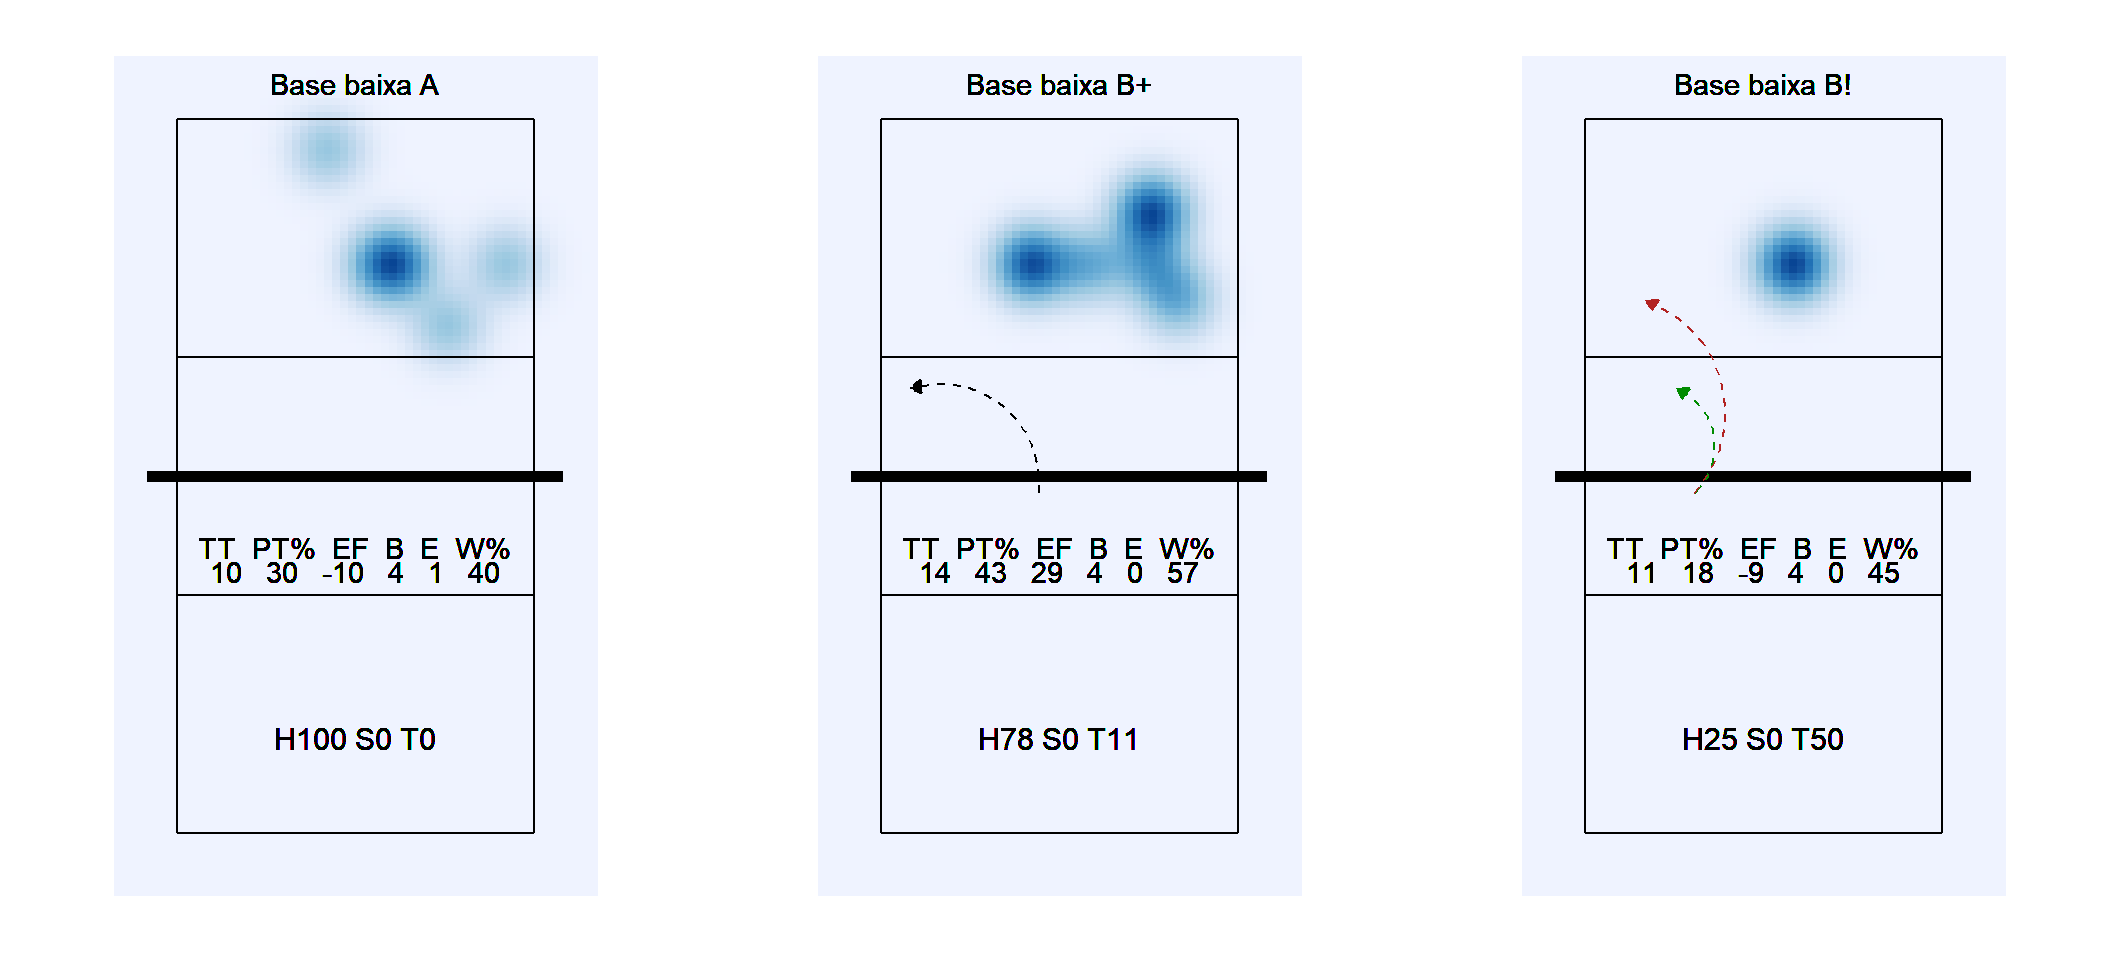 Base baixa A
TT PT% EF B E W%
10 30 -10 4 1 40
H100 S0 T0
Base baixa B+
TT PT% EF B E W%
14 43 29 4 0 57
H78 S0 T11
Base baixa B!
TT PT% EF B E W%
11 18 -9 4 0 45
H25 S0 T50